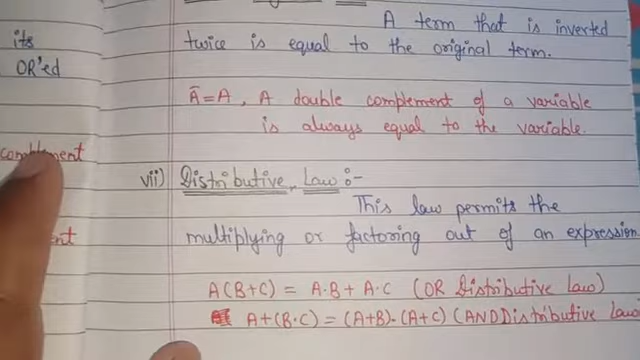 its
OR'ed
complement
nt
A term that is inverted
twice is equal to the original term.
Ā = A, A double complement of a variable
is always equal to the variable.
vii) Distributive Law :-
This law permits the
multiplying or factoring out of an expression
A(B+C) = A·B + A·C (OR Distributive law)
A+(B·C) = (A+B)·(A+C) (AND Distributive law